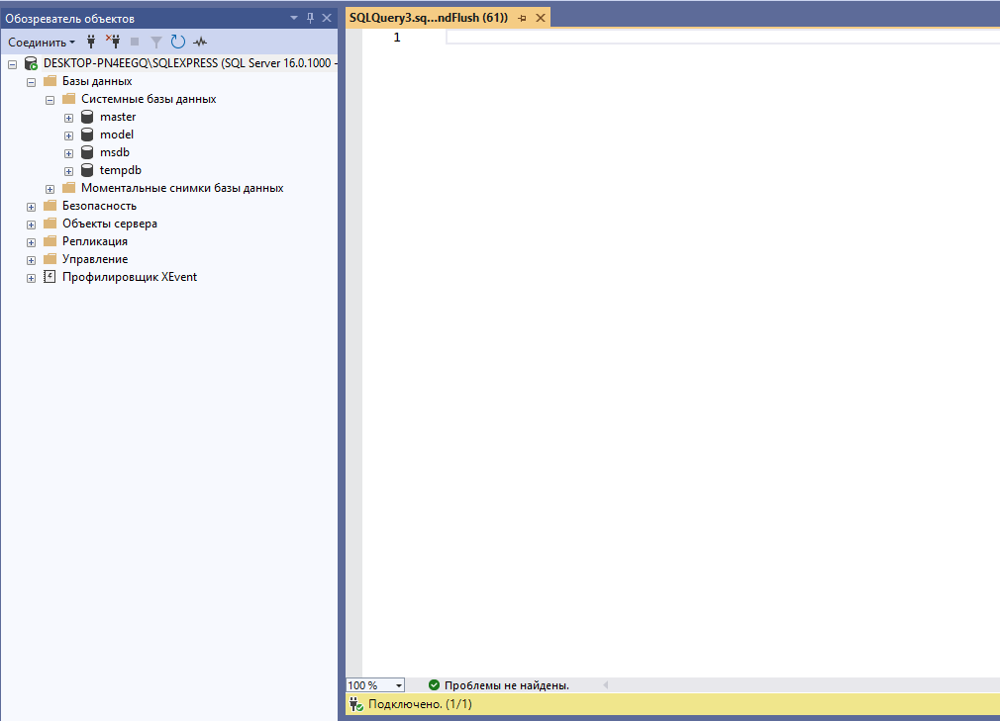 Обозреватель объектов
Соединить
DESKTOP-PN4EEGQ\SQLEXPRESS (SQL Server 16.0.1000 -
Базы данных
Системные базы данных
master
model
msdb
tempdb
Моментальные снимки базы данных
Безопасность
Объекты сервера
Репликация
Управление
Профилировщик XEvent
SQLQuery3.sq...ndFlush (61))
1
100 %
Проблемы не найдены.
Подключено. (1/1)